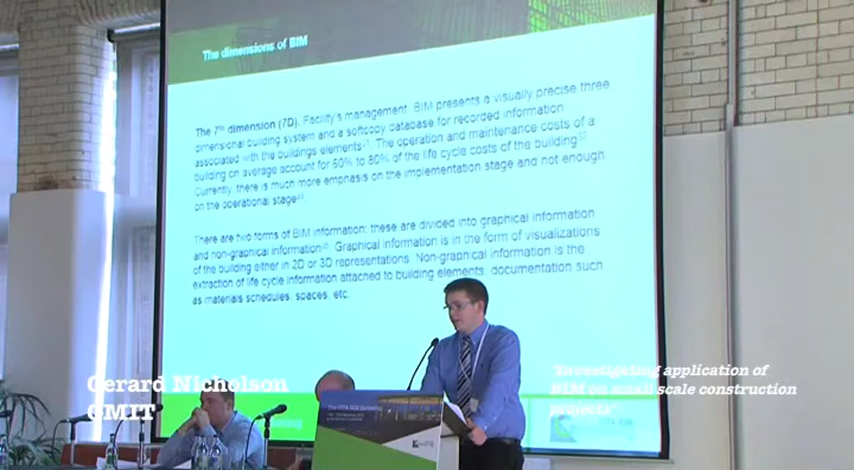 The dimensions of BIM
The 7th dimension (7D). Facility's management. BIM presents a visually precise three
dimensional building system and a softcody database for recorded information
associated with the buildings elements. The operation and maintenance costs of a
building on average account for 60% to 80% of the life cycle costs of the building
Currently, there is much more emphasis on the implementation stage and not enough
on the operational stage
There are two forms of BIM information; these are divided into graphical information
and non-graphical information. Graphical information is in the form of visualizations
of the building either in 2D or 3D representations. Non-graphical information is the
extraction of life cycle information attached to building elements, documentation such
as materials schedules, spaces, etc.
Gerard Nicholson
GMIT
"Investigating application of
BIM on small scale construction
projects"